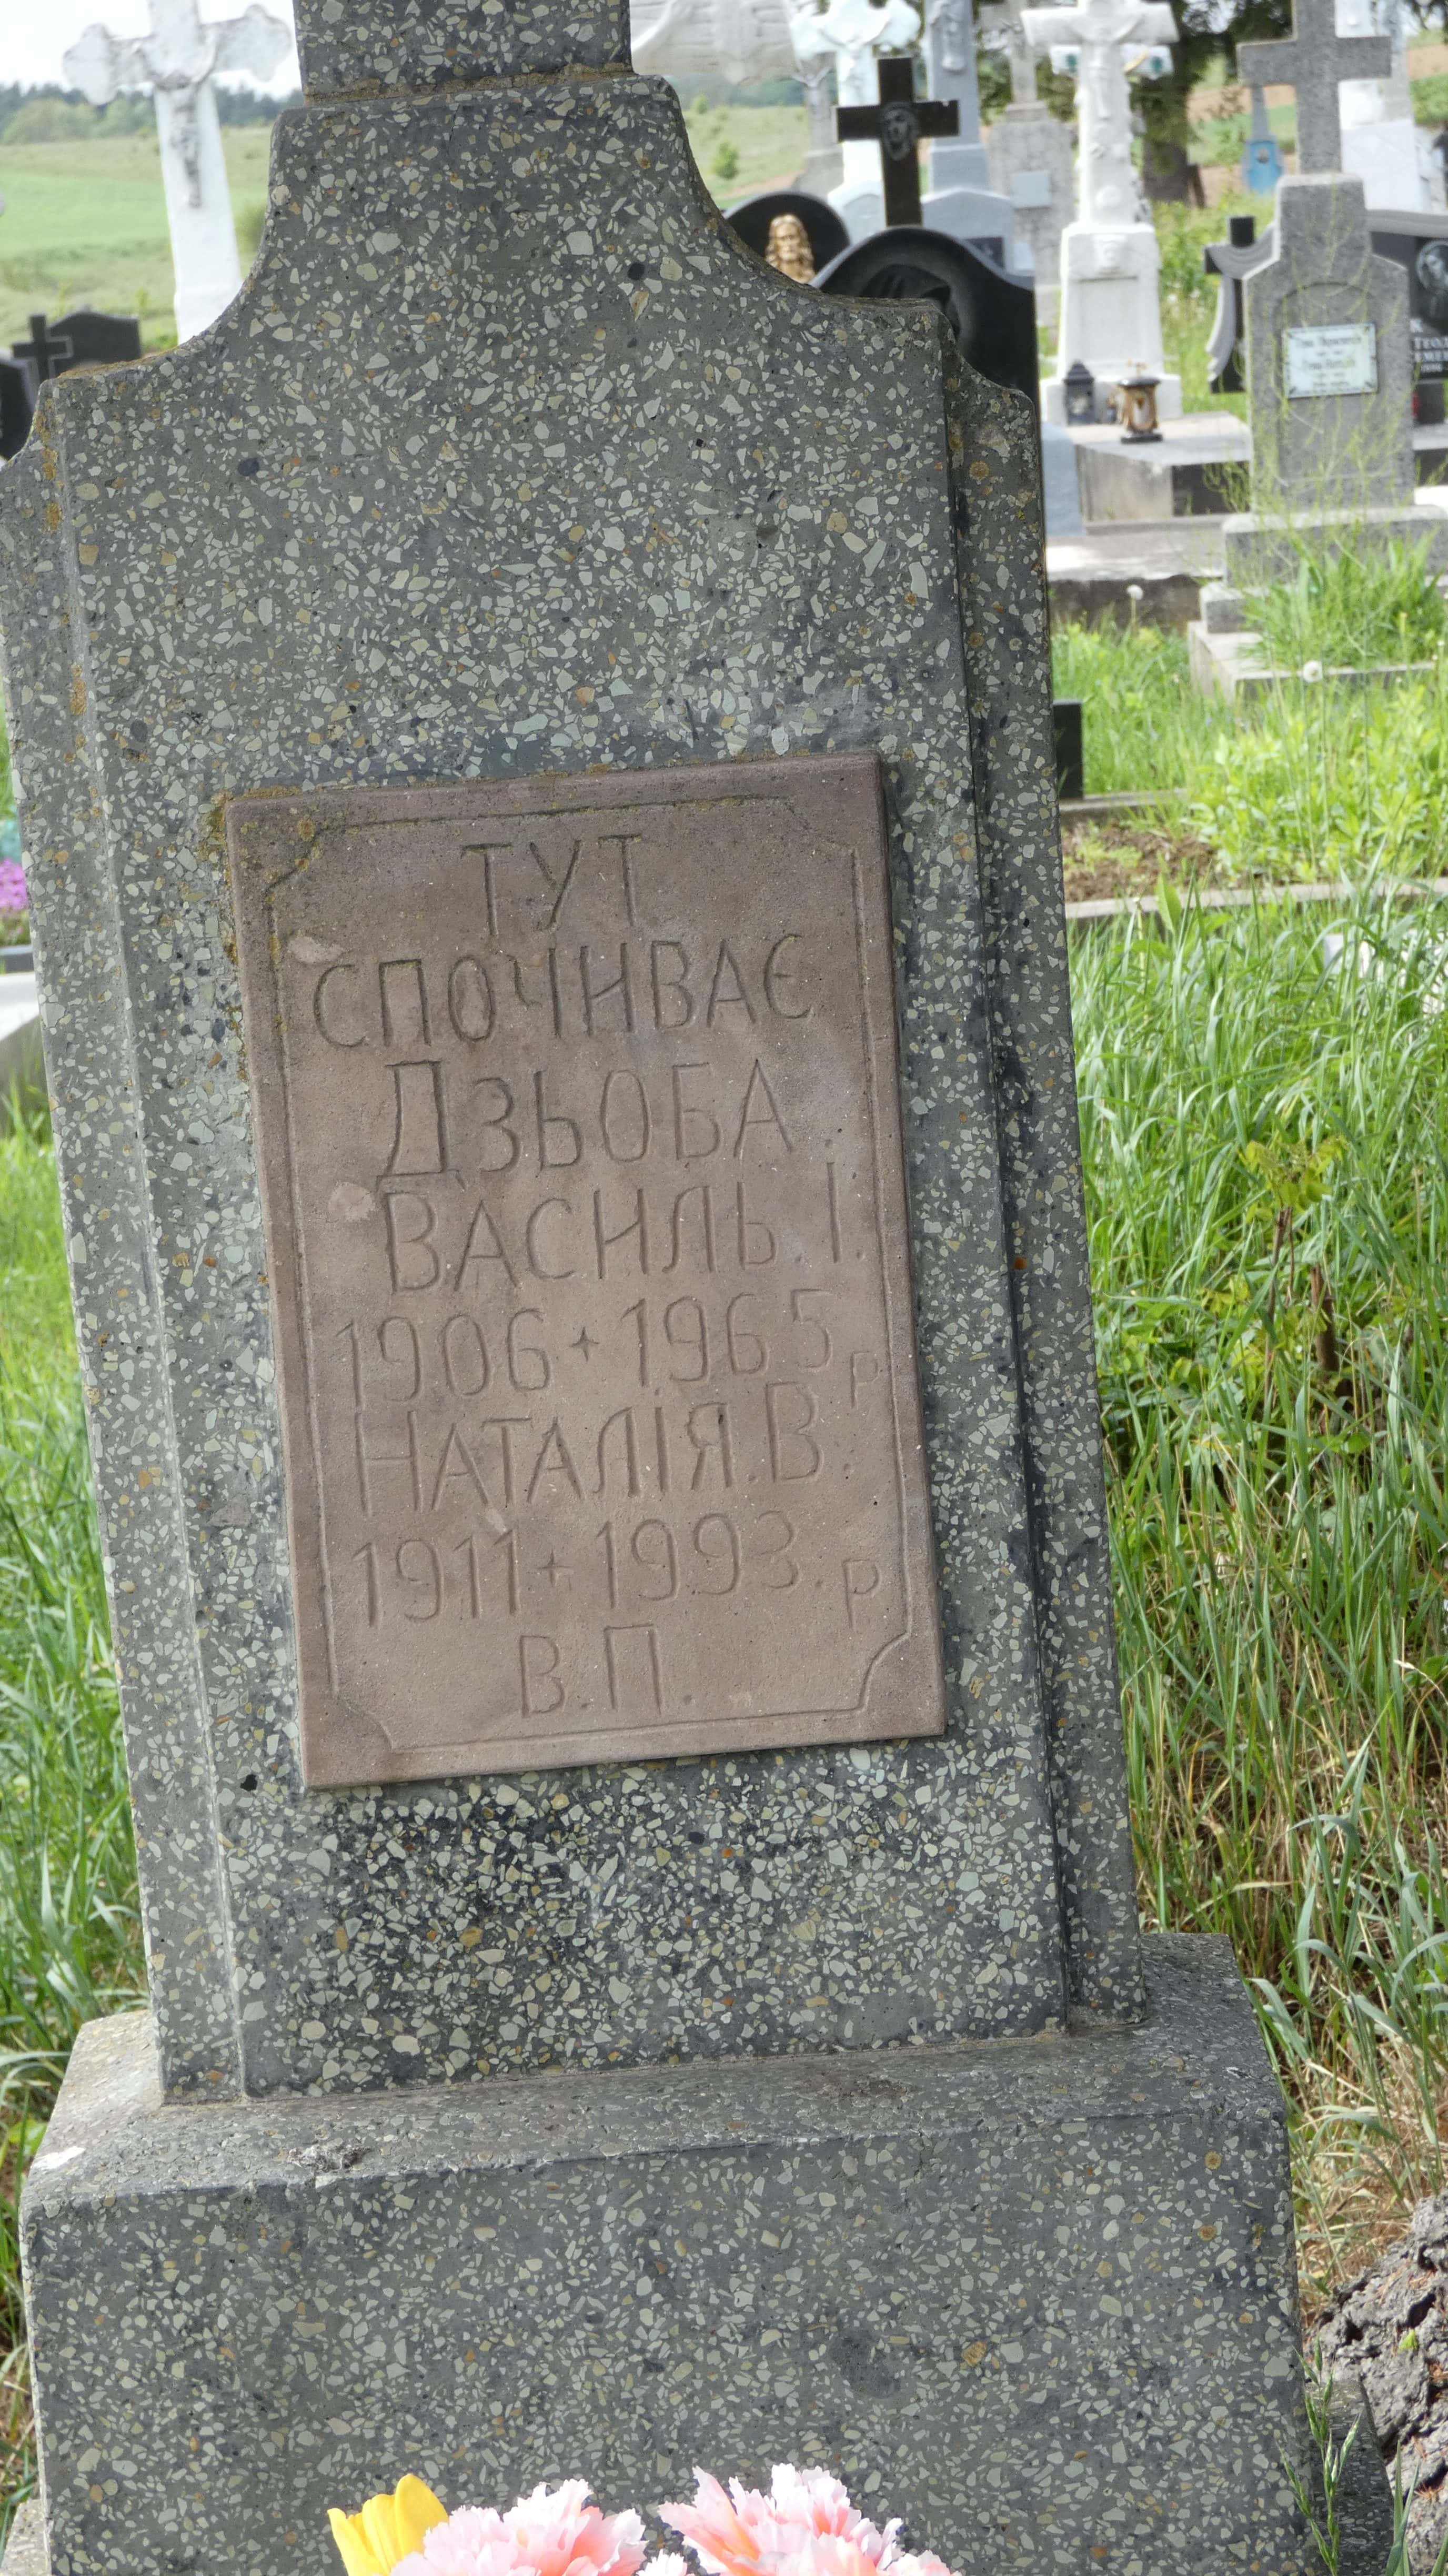 ТУТ
СПОЧИВАЄ
ДЗЬОБА
ВАСИЛЬ. І.
1906 + 1965 р
НАТАЛІЯ. В.
1911 + 1993. р
В П.